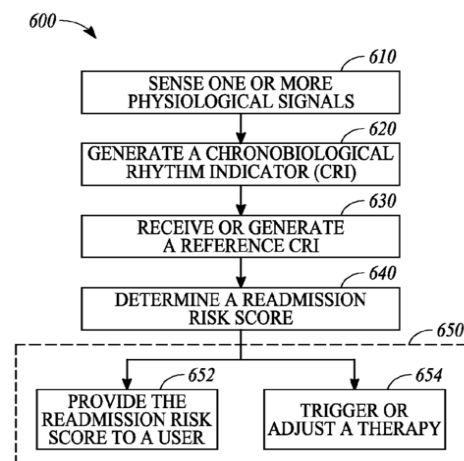 600
610
SENSE ONE OR MORE
PHYSIOLOGICAL SIGNALS
620
GENERATE A CHRONOBIOLOGICAL
RHYTHM INDICATOR (CRI)
630
RECEIVE OR GENERATE
A REFERENCE CRI
640
DETERMINE A READMISSION
RISK SCORE
650
652
PROVIDE THE
READMISSION RISK
SCORE TO A USER
654
TRIGGER OR
ADJUST A THERAPY